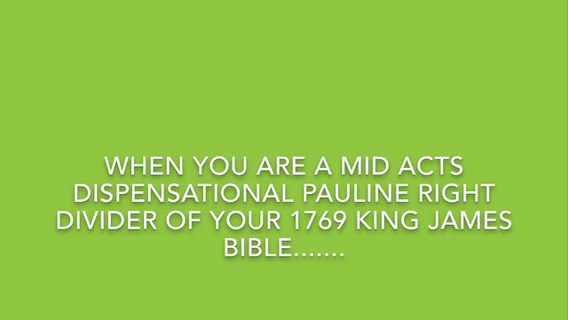 WHEN YOU ARE A MID ACTS
DISPENSATIONAL PAULINE RIGHT
DIVIDER OF YOUR 1769 KING JAMES
BIBLE.......